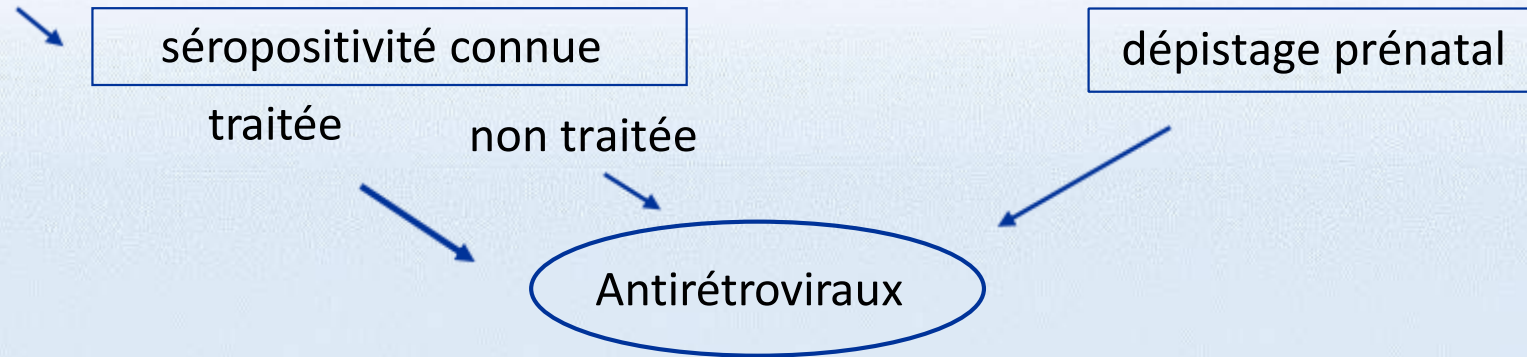 séropositivité connue
dépistage prénatal
traitée
non traitée
Antirétroviraux